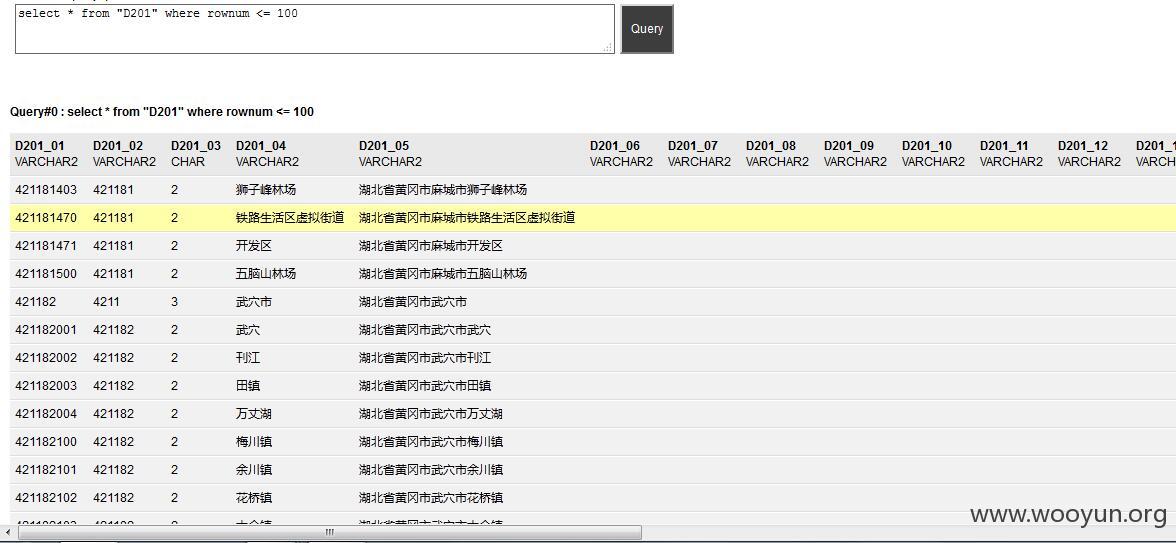 select * from "D201" where rownum <= 100
Query
Query#0 : select * from "D201" where rownum <= 100
D201_01 D201_02 D201_03 D201_04 D201_05 D201_06 D201_07 D201_08 D201_09 D201_10 D201_11 D201_12 D201_1
VARCHAR2 VARCHAR2 CHAR VARCHAR2 VARCHAR2 VARCHAR2 VARCHAR2 VARCHAR2 VARCHAR2 VARCHAR2 VARCHAR2 VARCHAR2 VARCH
421181403 421181 2 狮子峰林场 湖北省黄冈市麻城市狮子峰林场
421181470 421181 2 铁路生活区虚拟街道 湖北省黄冈市麻城市铁路生活区虚拟街道
421181471 421181 2 开发区 湖北省黄冈市麻城市开发区
421181500 421181 2 五脑山林场 湖北省黄冈市麻城市五脑山林场
421182 4211 3 武穴市 湖北省黄冈市武穴市
421182001 421182 2 武穴 湖北省黄冈市武穴市武穴
421182002 421182 2 刊江 湖北省黄冈市武穴市刊江
421182003 421182 2 田镇 湖北省黄冈市武穴市田镇
421182004 421182 2 万丈湖 湖北省黄冈市武穴市万丈湖
421182100 421182 2 梅川镇 湖北省黄冈市武穴市梅川镇
421182101 421182 2 余川镇 湖北省黄冈市武穴市余川镇
421182102 421182 2 花桥镇 湖北省黄冈市武穴市花桥镇
www.wooyun.org